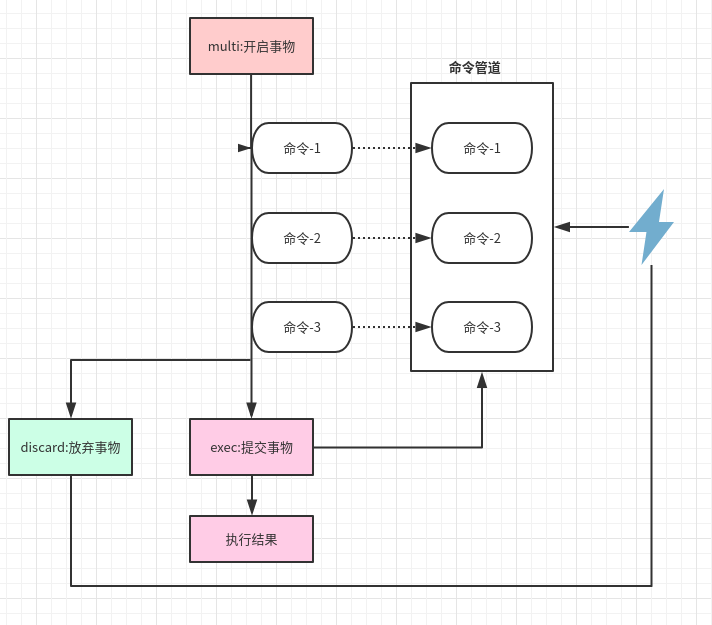 multi:开启事物
命令管道
命令-1
命令-1
命令-2
命令-2
命令-3
命令-3
discard:放弃事物
exec:提交事物
执行结果